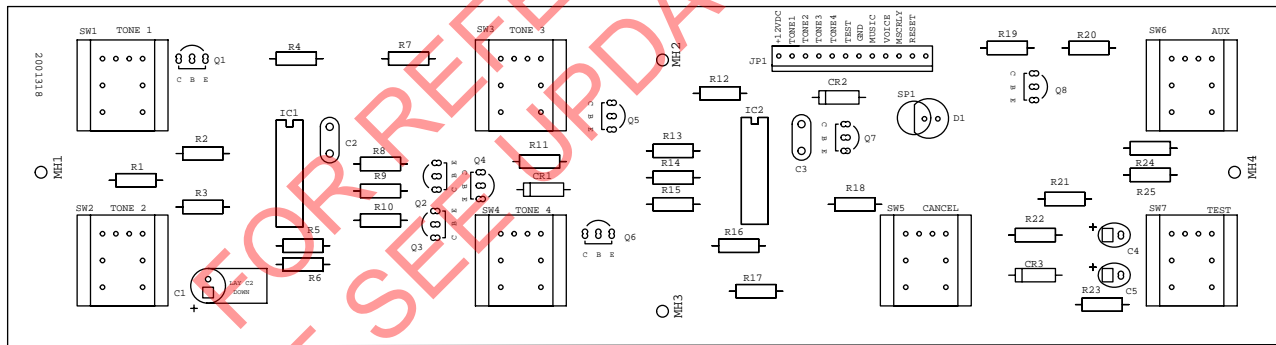 SW1 TONE 1
C B E
Q1
R4
R7
SW3 TONE 3
MH2
+12VDC
TONE1
TONE2
TONE3
TONE4
TEST
GND
MUSIC
VOICE
MSCRLY
RESET
JP1
R19
R20
SW6 AUX
2001318
R12
CR2
SP1
D1
C B E
Q8
IC1
C2
C B E
Q5
IC2
C3
C B E
Q7
R2
R8
R11
R13
R24
MH1
R1
R9
E B C
Q2
Q4
C B E
CR1
R14
R25
MH4
R3
R10
R15
R18
R21
SW2 TONE 2
E B C
Q3
SW4 TONE 4
SW5 CANCEL
SW7 TEST
R5
R6
C B E
Q6
R16
R22
+
C4
C1
LAY C2
DOWN
+
R17
CR3
+
C5
R23
MH3
FOR REFE
SEE UPDA